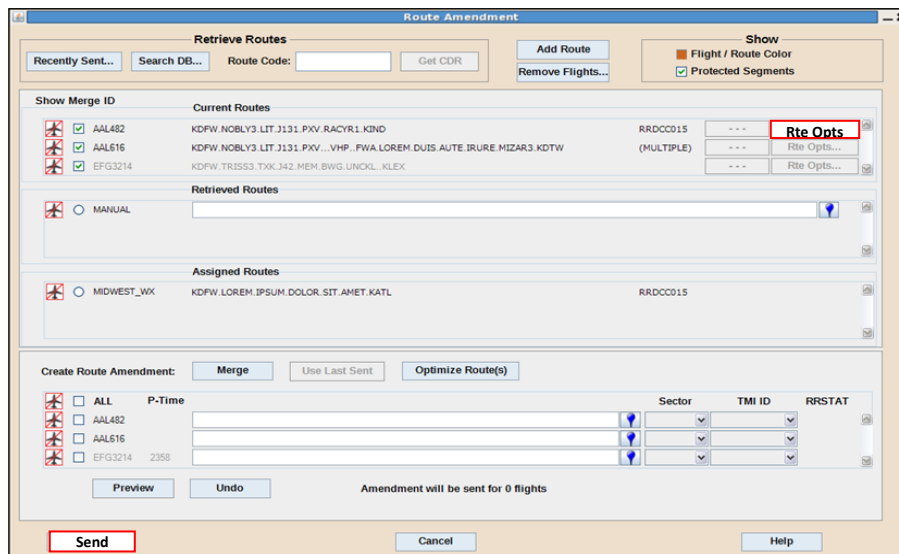 Route Amendment
Retrieve Routes
Show
Recently Sent...
Search DB...
Route Code:
Get CDR
Add Route
Remove Flights...
Flight / Route Color
Protected Segments
Show Merge ID
Current Routes
AAL482 KDFW.NOBLY3.LIT.J131.PXV.RACYR1.KIND RRDCC015 - - - Rte Opts
AAL616 KDFW.NOBLY3.LIT.J131.PXV...VHP..FWA.LOREM.DUIS.AUTE.IRURE.MIZAR3.KDTW (MULTIPLE) - - - Rte Opts...
EFG3214 KDFW.TRISS3.TXK.J42.MEM.BWG.UNCKL..KLEX - - - Rte Opts...
Retrieved Routes
MANUAL
Assigned Routes
MIDWEST_WX KDFW.LOREM.IPSUM.DOLOR.SIT.AMET.KATL RRDCC015
Create Route Amendment: Merge Use Last Sent Optimize Route(s)
ALL P-Time Sector TMI ID RRSTAT
AAL482
AAL616
EFG3214 2358
Preview Undo Amendment will be sent for 0 flights
Send Cancel Help